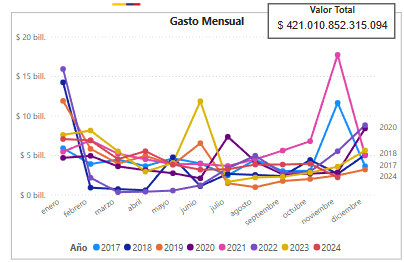 Valor Total
$ 421.010.852.315.094
Gasto Mensual
$ 20 bill.
$ 15 bill.
$ 10 bill.
$ 5 bill.
$ 0 bill.
2020
2018
2017
2024
enero
febrero
marzo
abril
mayo
junio
julio
agosto
septiembre
octubre
noviembre
diciembre
Año 2017 2018 2019 2020 2021 2022 2023 2024